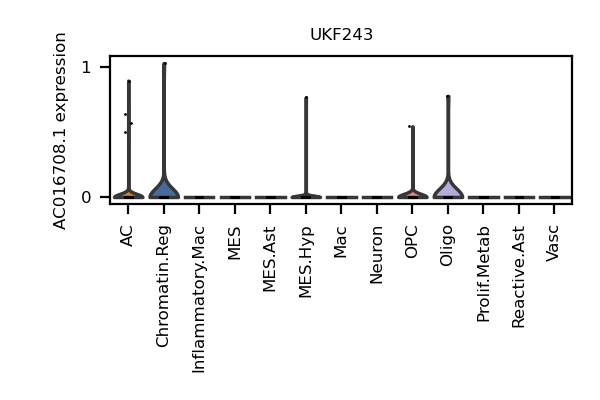 UKF243
AC016708.1 expression
1
0
AC
Chromatin.Reg
Inflammatory.Mac
MES
MES.Ast
MES.Hyp
Mac
Neuron
OPC
Oligo
Prolif.Metab
Reactive.Ast
Vasc